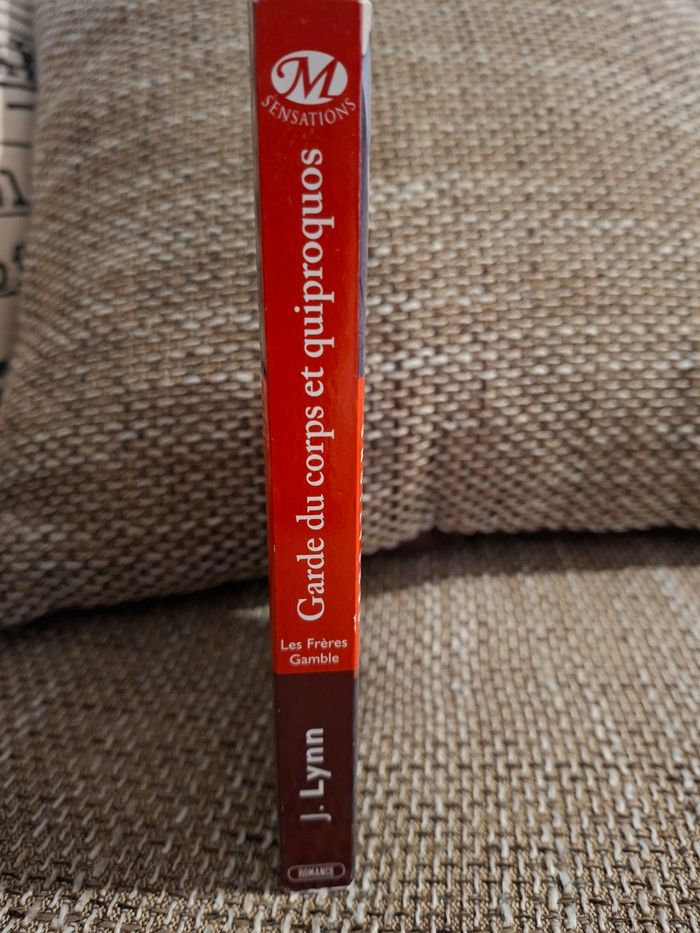 M
SENSATIONS
Garde du corps et quiproquos
Les Frères
Gamble
J. Lynn
ROMANCE